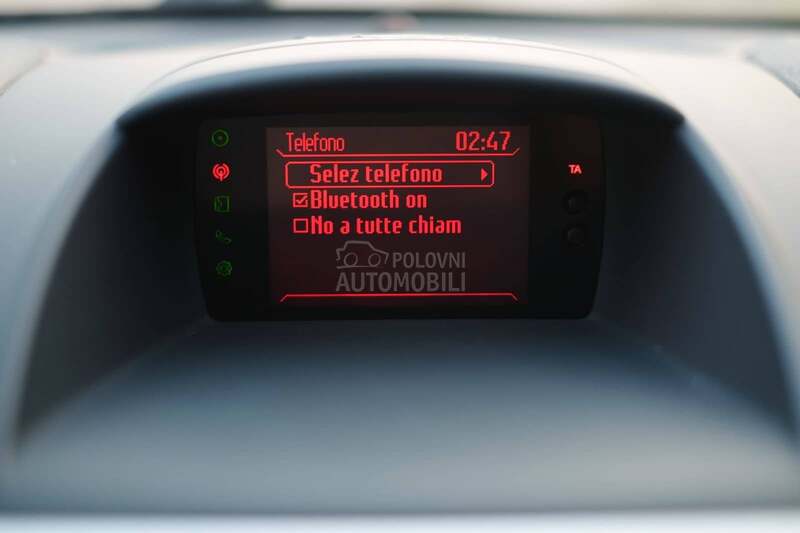 Telefono 02:47
Selez telefono
TA
Bluetooth on
No a tutte chiam
POLOVNI
AUTOMOBILI